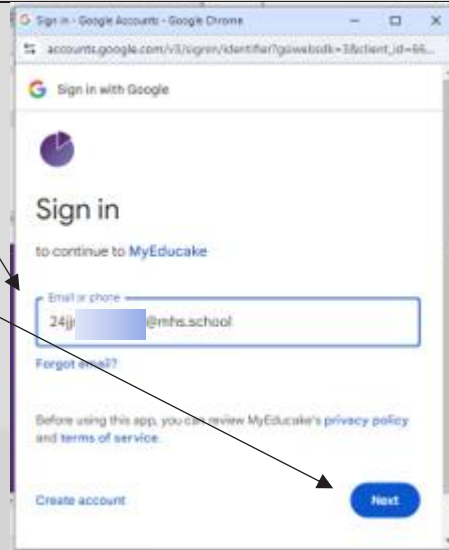 Sign in - Google Accounts - Google Chrome
accounts.google.com/v3/signin/identifier?gsiwebsdk=3&client_id=66...
Sign in with Google
Sign in
to continue to MyEducake
Email or phone
24jj @mhs.school
Forgot email?
Before using this app, you can review MyEducake's privacy policy
and terms of service.
Create account
Next